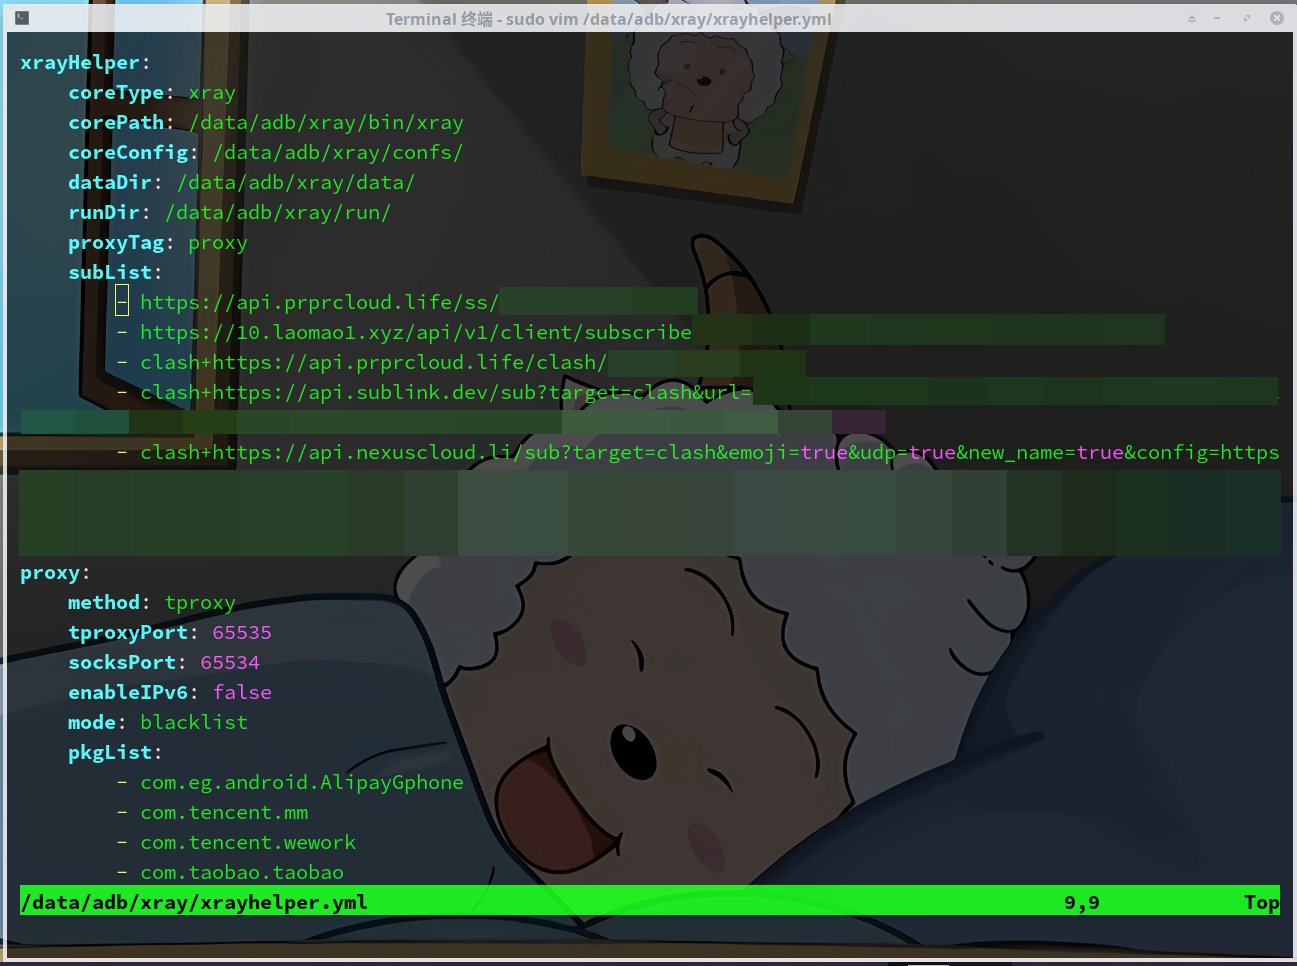 Terminal 终端 - sudo vim /data/adb/xray/xrayhelper.yml
xrayHelper:
coreType: xray
corePath: /data/adb/xray/bin/xray
coreConfig: /data/adb/xray/confs/
dataDir: /data/adb/xray/data/
runDir: /data/adb/xray/run/
proxyTag: proxy
subList:
- https://api.prprcloud.life/ss/
- https://10.laomao1.xyz/api/v1/client/subscribe
- clash+https://api.prprcloud.life/clash/
- clash+https://api.sublink.dev/sub?target=clash&url=
- clash+https://api.nexuscloud.li/sub?target=clash&emoji=true&udp=true&new_name=true&config=https
proxy:
method: tproxy
tproxyPort: 65535
socksPort: 65534
enableIPv6: false
mode: blacklist
pkgList:
- com.eg.android.AlipayGphone
- com.tencent.mm
- com.tencent.wework
- com.taobao.taobao
/data/adb/xray/xrayhelper.yml 9,9 Top